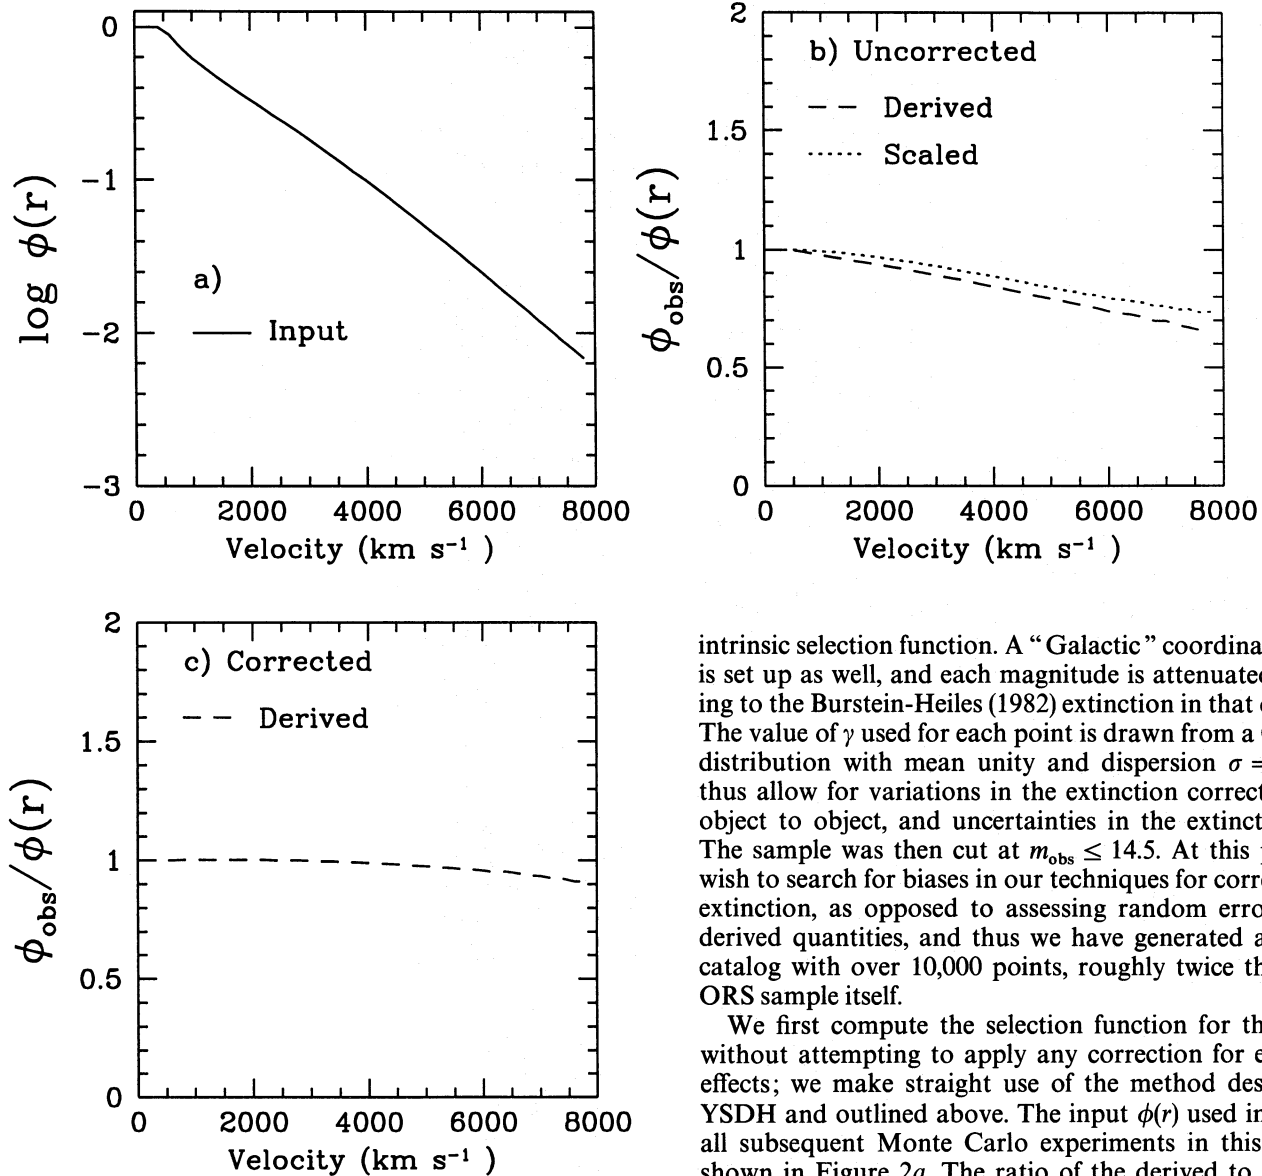 0
-1
-2
-3
log ϕ(r)
a)
Input
0 2000 4000 6000 8000
Velocity (km s⁻¹ )
2
1.5
1
0.5
0
ϕobs/ϕ(r)
b) Uncorrected
Derived
Scaled
0 2000 4000 6000 8000
Velocity (km s⁻¹ )
2
1.5
1
0.5
0
ϕobs/ϕ(r)
c) Corrected
Derived
0 2000 4000 6000 8000
Velocity (km s⁻¹ )
intrinsic selection function. A “Galactic” coordina
is set up as well, and each magnitude is attenuated
ing to the Burstein-Heiles (1982) extinction in that
The value of γ used for each point is drawn from a
distribution with mean unity and dispersion σ =
thus allow for variations in the extinction correct
object to object, and uncertainties in the extinct
The sample was then cut at mobs ≤ 14.5. At this
wish to search for biases in our techniques for corre
extinction, as opposed to assessing random erro
derived quantities, and thus we have generated a
catalog with over 10,000 points, roughly twice th
ORS sample itself.
We first compute the selection function for th
without attempting to apply any correction for e
effects; we make straight use of the method des
YSDH and outlined above. The input ϕ(r) used in
all subsequent Monte Carlo experiments in this
shown in Figure 2a. The ratio of the derived to